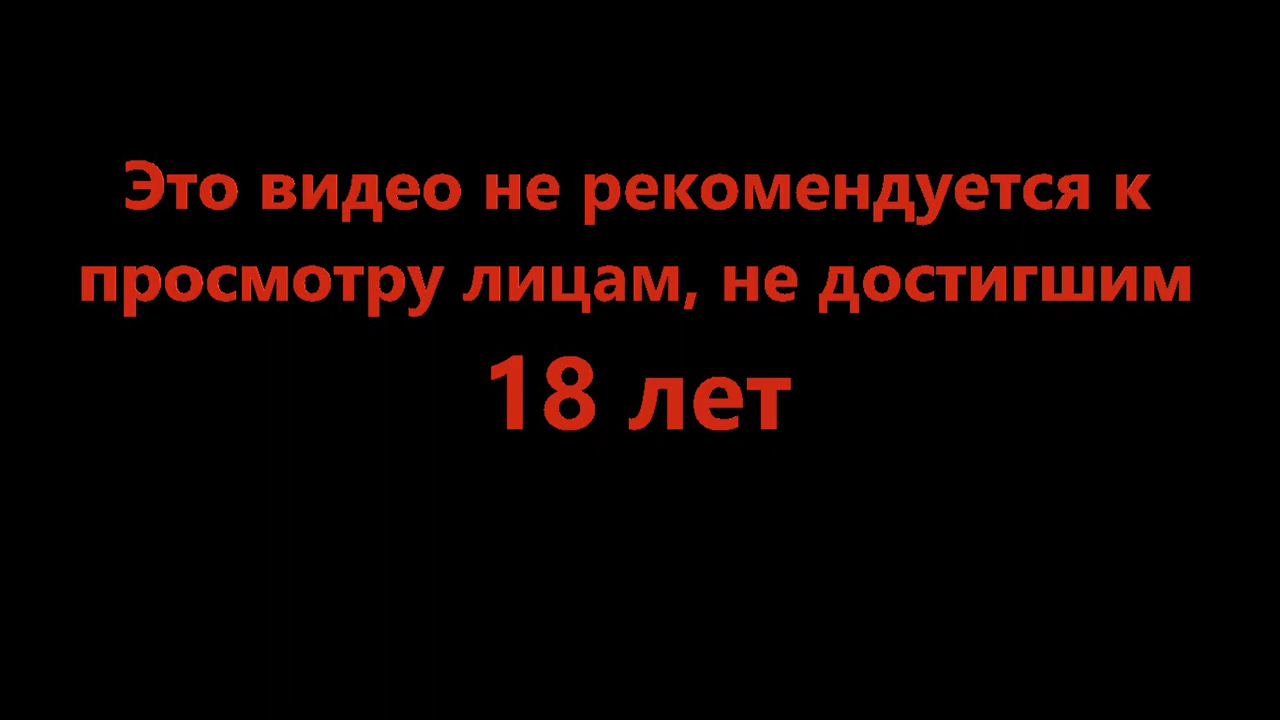 Это видео не рекомендуется к
просмотру лицам, не достигшим
18 лет